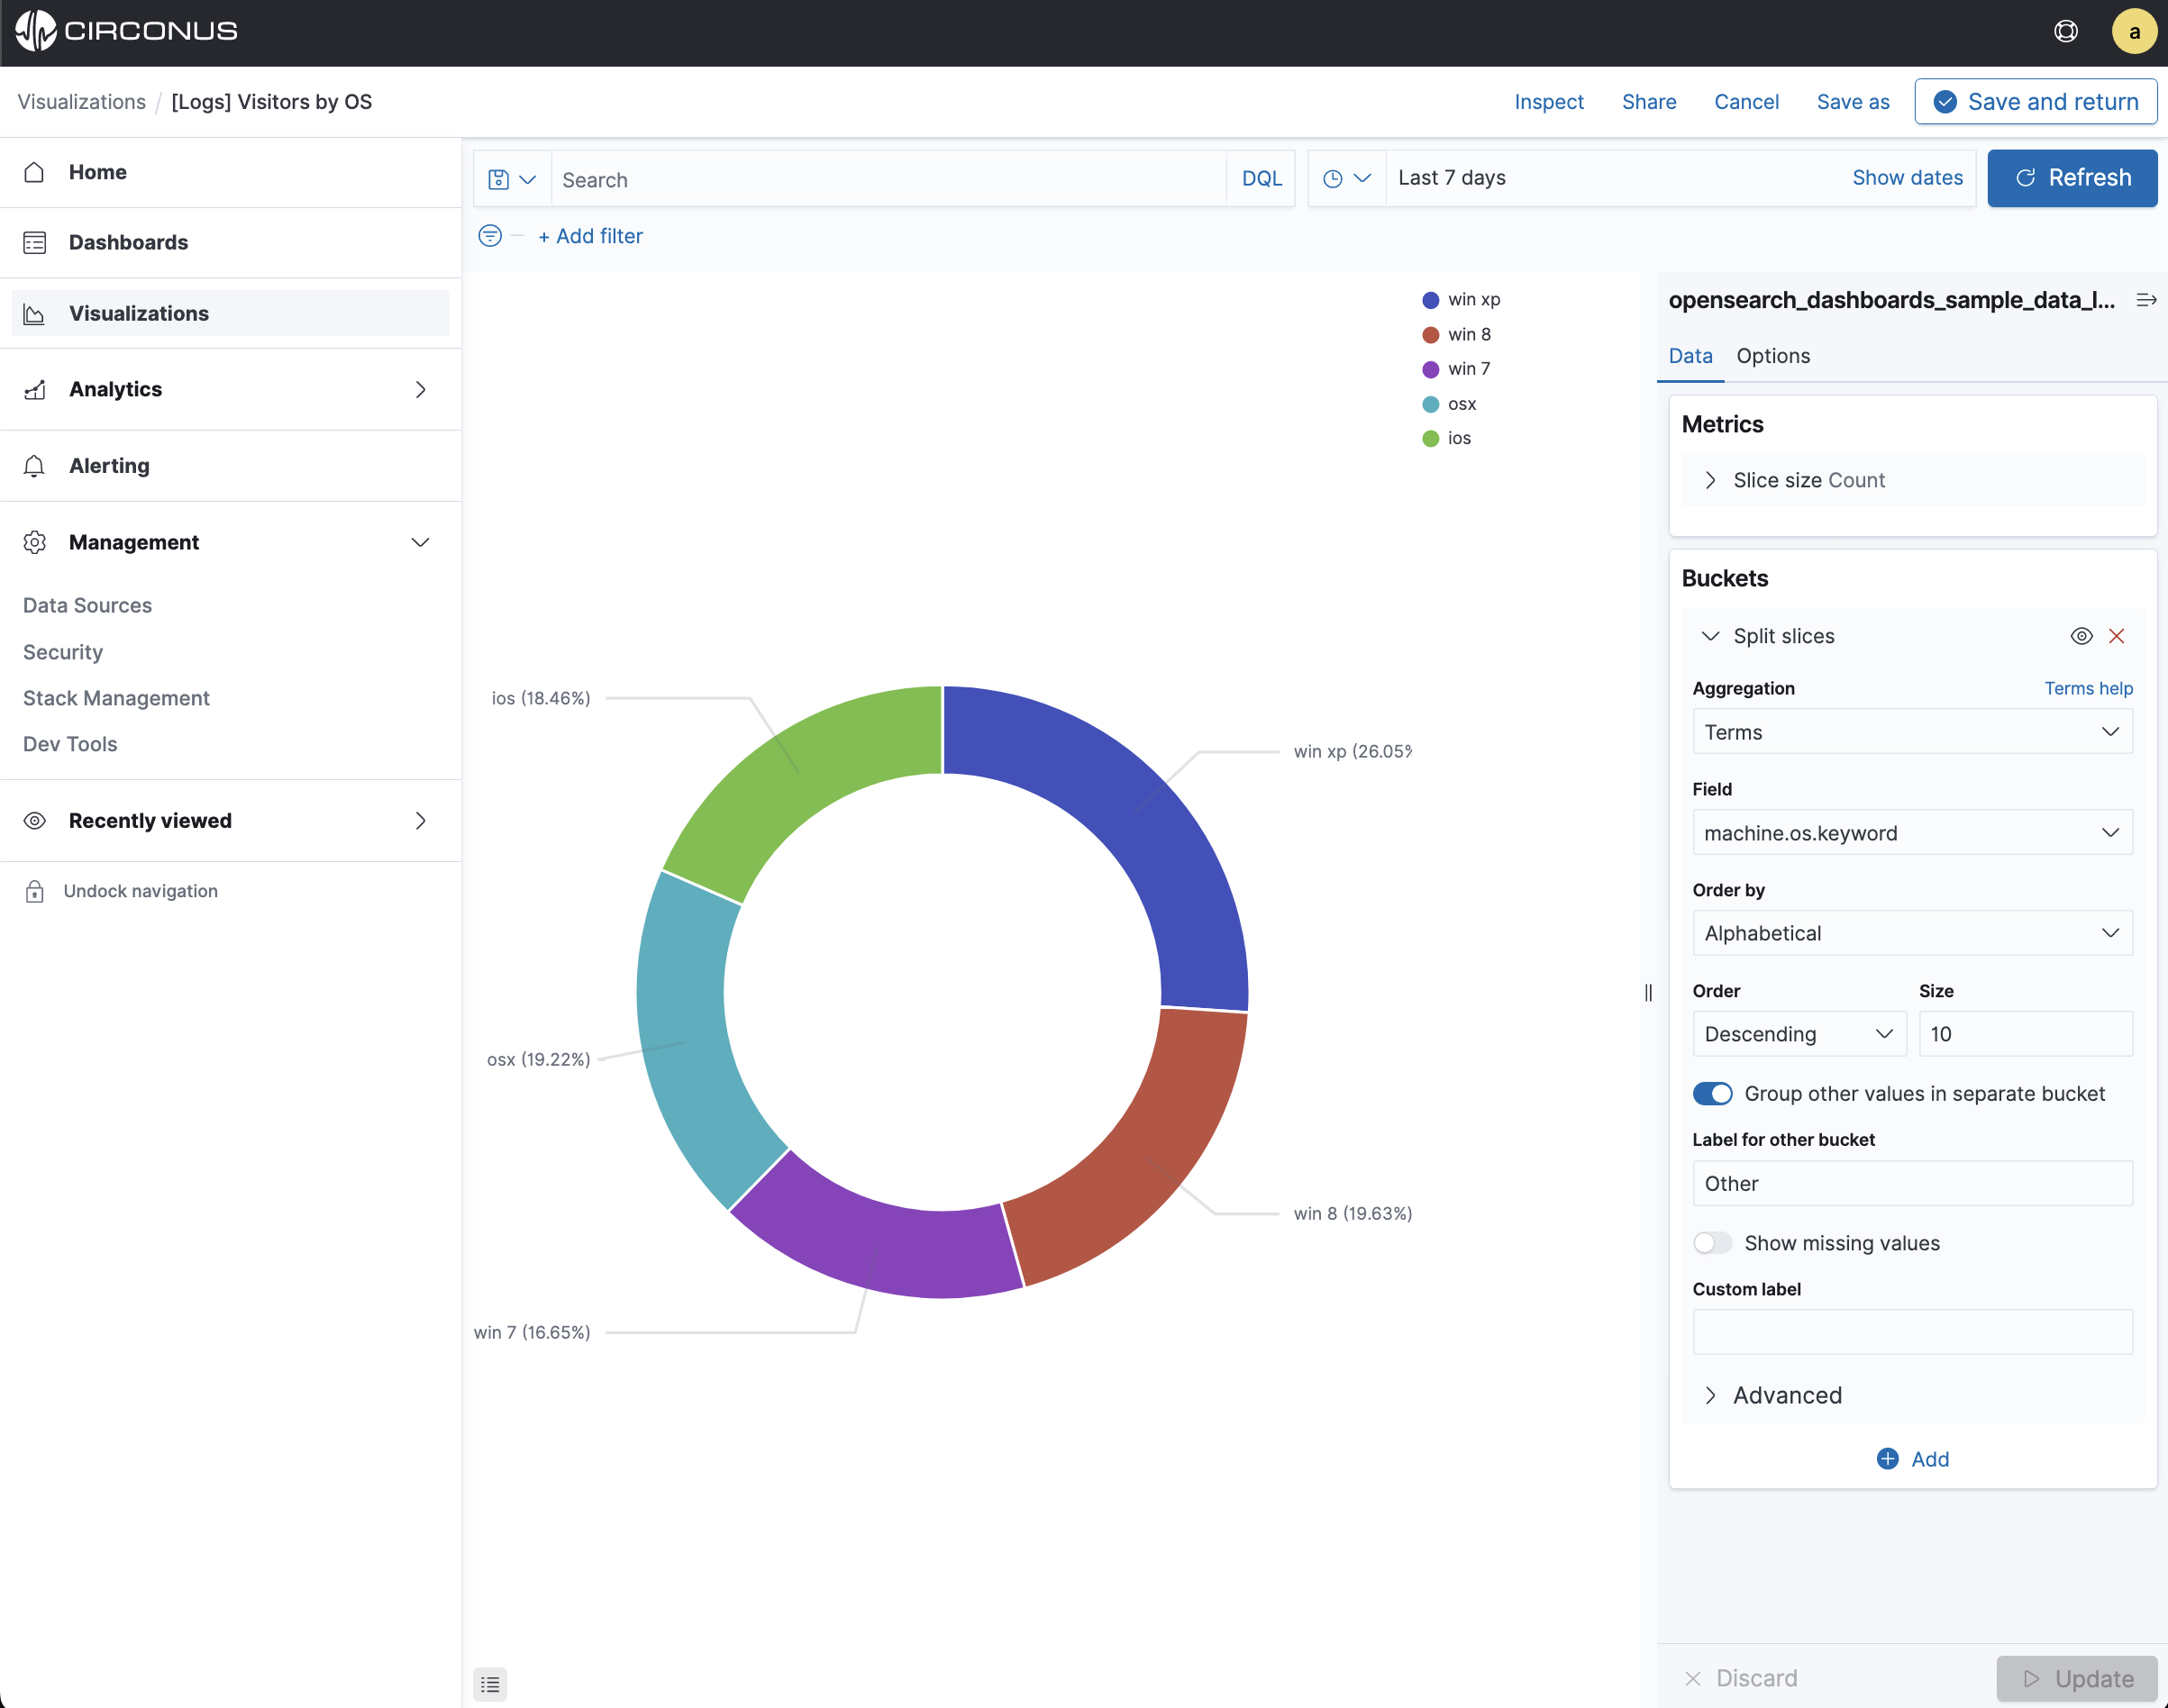 CIRCONUS
a
Visualizations / [Logs] Visitors by OS
Inspect Share Cancel Save as Save and return
Home
Dashboards
Visualizations
Analytics
Alerting
Management
Data Sources
Security
Stack Management
Dev Tools
Recently viewed
Undock navigation
Search DQL Last 7 days Show dates Refresh
+ Add filter
win xp
win 8
win 7
osx
ios
ios (18.46%)
win xp (26.05%
osx (19.22%)
win 8 (19.63%)
win 7 (16.65%)
opensearch_dashboards_sample_data_l...
Data Options
Metrics
Slice size Count
Buckets
Split slices
Aggregation Terms help
Terms
Field
machine.os.keyword
Order by
Alphabetical
Order Size
Descending 10
Group other values in separate bucket
Label for other bucket
Other
Show missing values
Custom label
Advanced
Add
Discard Update